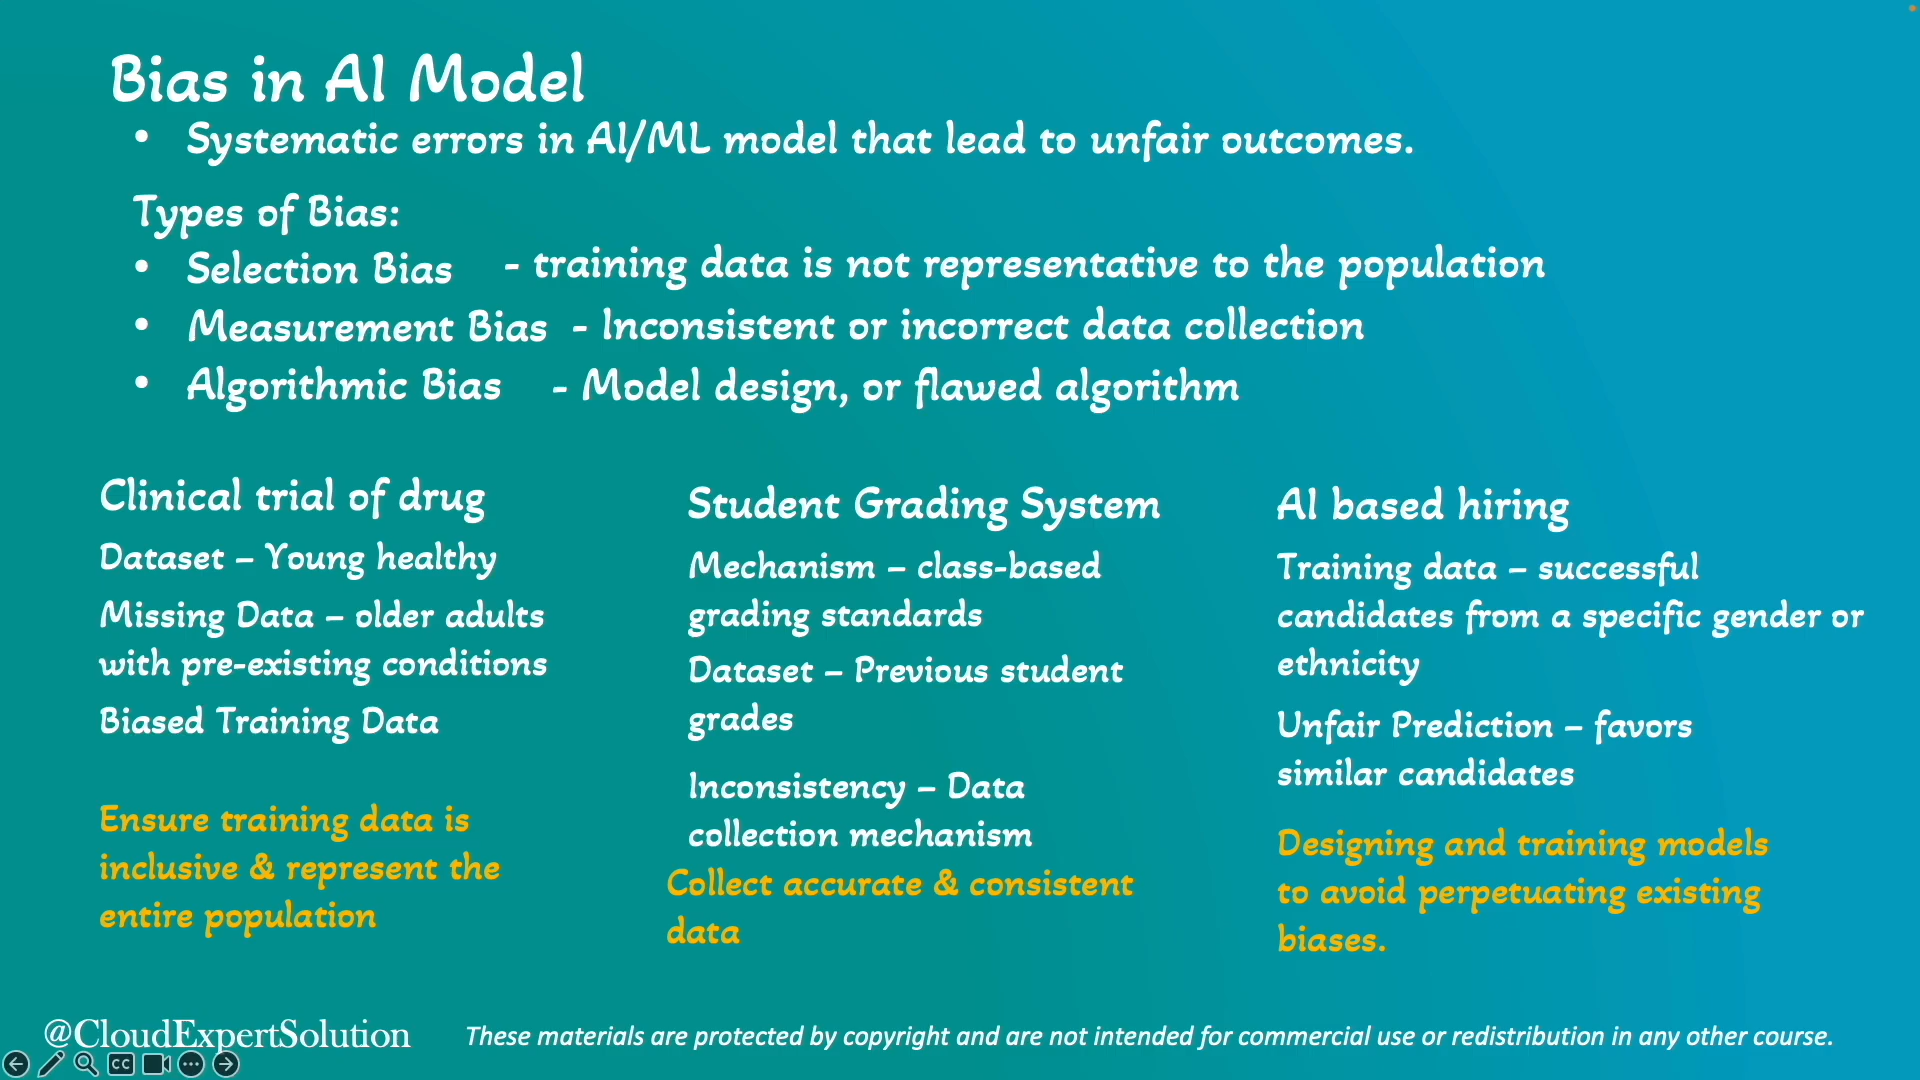 Bias in AI Model
• Systematic errors in AI/ML model that lead to unfair outcomes.
Types of Bias:
• Selection Bias - training data is not representative to the population
• Measurement Bias - Inconsistent or incorrect data collection
• Algorithmic Bias - Model design, or flawed algorithm
Clinical trial of drug
Dataset – Young healthy
Missing Data – older adults
with pre-existing conditions
Biased Training Data
Ensure training data is
inclusive & represent the
entire population
Student Grading System
Mechanism – class-based
grading standards
Dataset – Previous student
grades
Inconsistency – Data
collection mechanism
Collect accurate & consistent
data
AI based hiring
Training data – successful
candidates from a specific gender or
ethnicity
Unfair Prediction – favors
similar candidates
Designing and training models
to avoid perpetuating existing
biases.
@CloudExpertSolution
These materials are protected by copyright and are not intended for commercial use or redistribution in any other course.
CC